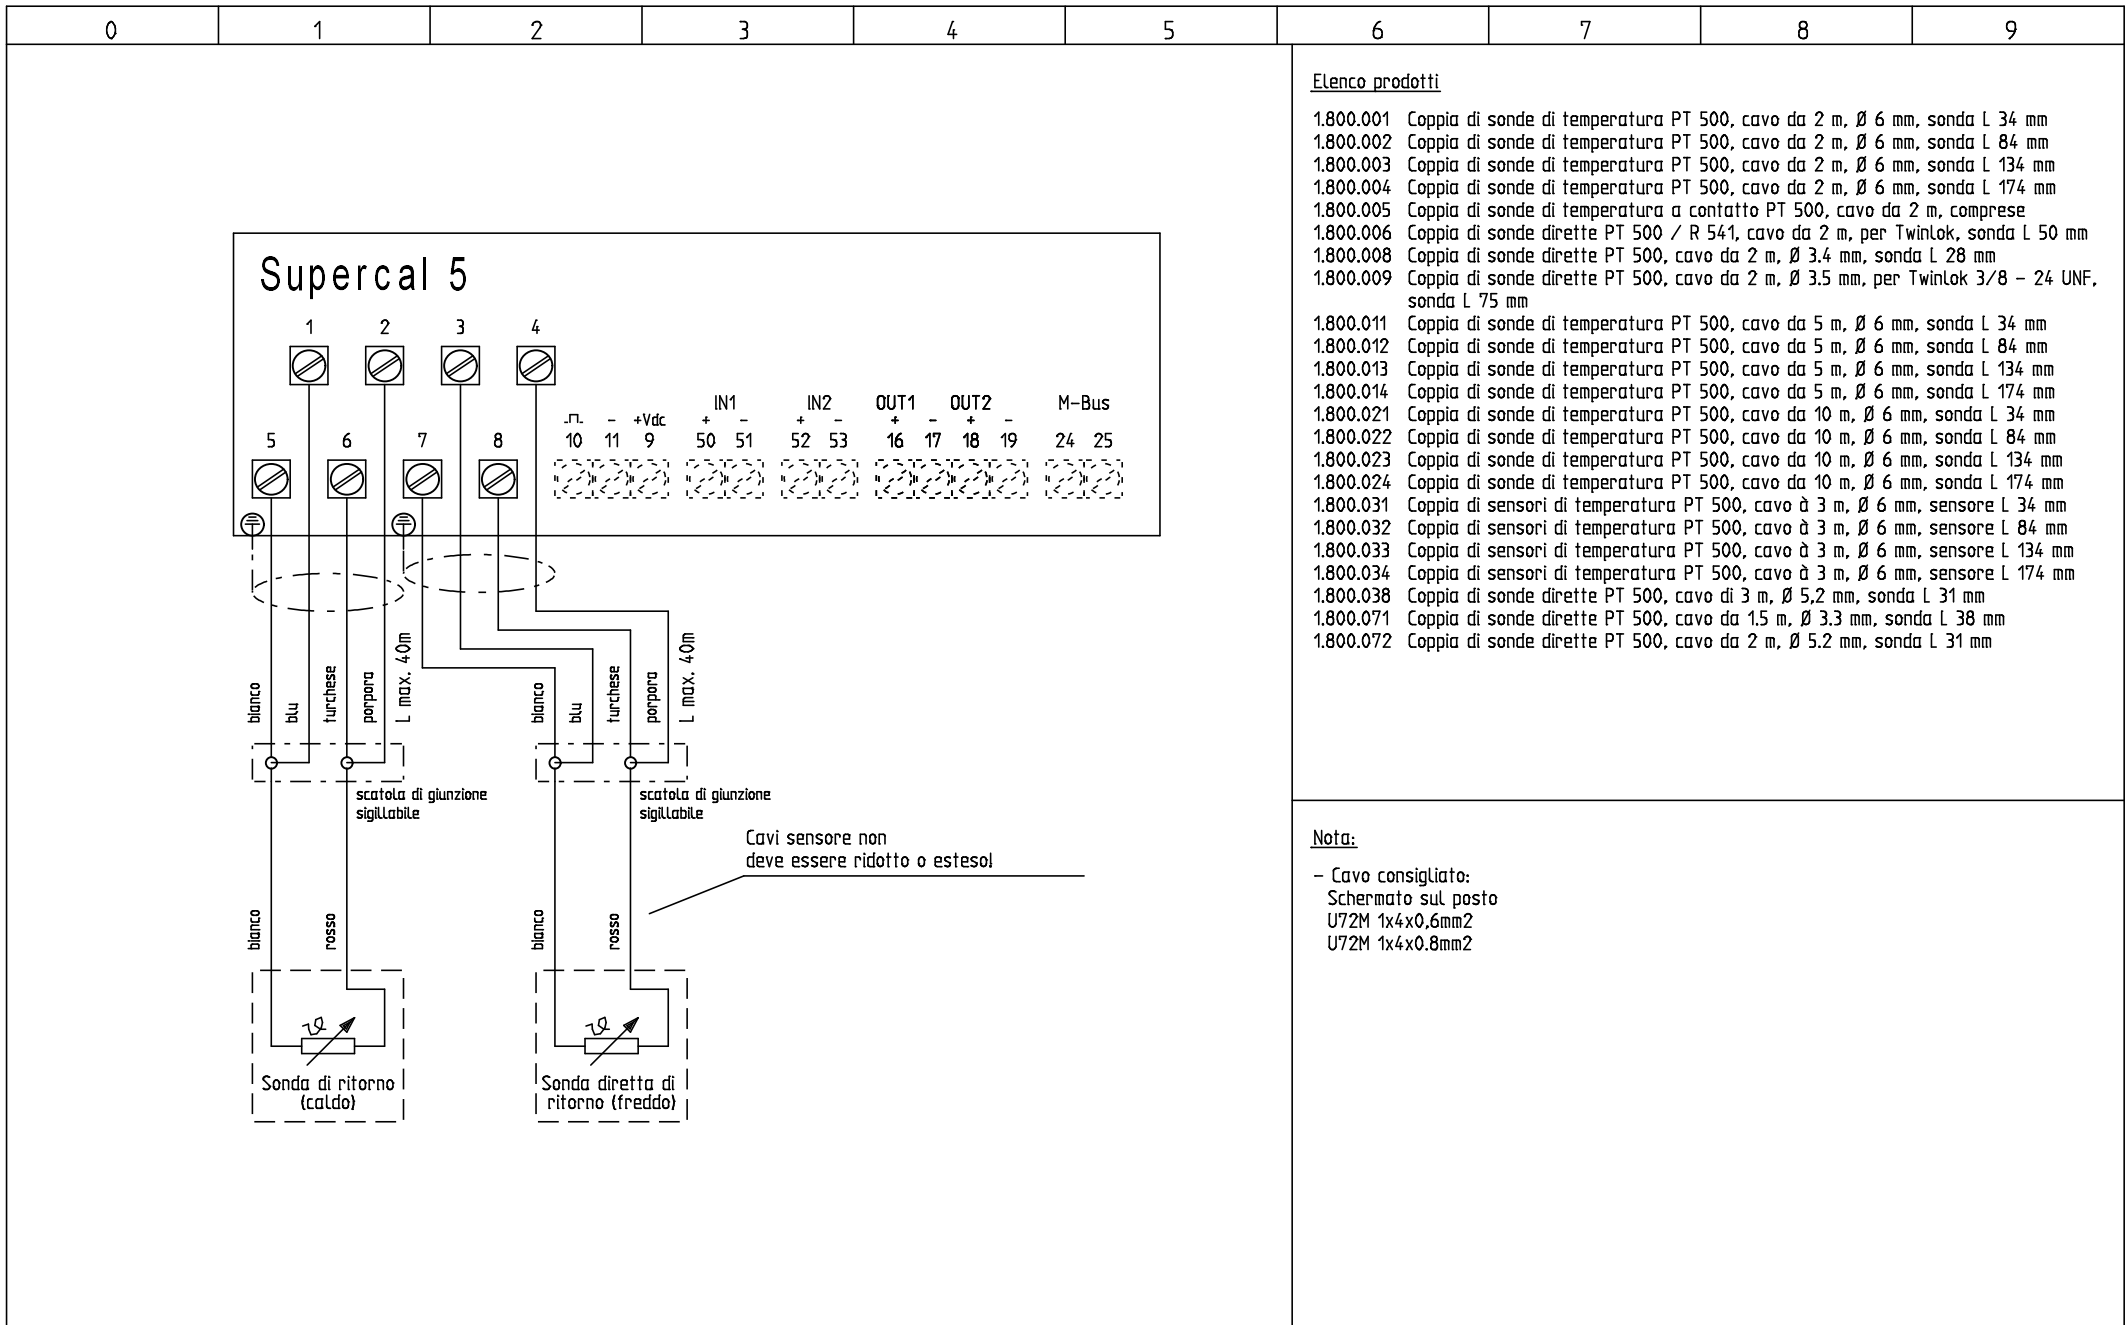 0 1 2 3 4 5 6 7 8 9
Supercal 5
1 2 3 4
IN1 IN2 OUT1 OUT2 M-Bus
- +Vdc + - + - + - + -
5 6 7 8 10 11 9 50 51 52 53 16 17 18 19 24 25
bianco
blu
turchese
porpora
L max. 40m
bianco
blu
turchese
porpora
L max. 40m
scatola di giunzione
sigillabile
scatola di giunzione
sigillabile
Cavi sensore non
deve essere ridotto o esteso!
bianco
rosso
bianco
rosso
Sonda di ritorno
(caldo)
Sonda diretta di
ritorno (freddo)
Elenco prodotti
1.800.001 Coppia di sonde di temperatura PT 500, cavo da 2 m, Ø 6 mm, sonda L 34 mm
1.800.002 Coppia di sonde di temperatura PT 500, cavo da 2 m, Ø 6 mm, sonda L 84 mm
1.800.003 Coppia di sonde di temperatura PT 500, cavo da 2 m, Ø 6 mm, sonda L 134 mm
1.800.004 Coppia di sonde di temperatura PT 500, cavo da 2 m, Ø 6 mm, sonda L 174 mm
1.800.005 Coppia di sonde di temperatura a contatto PT 500, cavo da 2 m, comprese
1.800.006 Coppia di sonde dirette PT 500 / R 541, cavo da 2 m, per Twinlok, sonda L 50 mm
1.800.008 Coppia di sonde dirette PT 500, cavo da 2 m, Ø 3.4 mm, sonda L 28 mm
1.800.009 Coppia di sonde dirette PT 500, cavo da 2 m, Ø 3.5 mm, per Twinlok 3/8 - 24 UNF,
sonda L 75 mm
1.800.011 Coppia di sonde di temperatura PT 500, cavo da 5 m, Ø 6 mm, sonda L 34 mm
1.800.012 Coppia di sonde di temperatura PT 500, cavo da 5 m, Ø 6 mm, sonda L 84 mm
1.800.013 Coppia di sonde di temperatura PT 500, cavo da 5 m, Ø 6 mm, sonda L 134 mm
1.800.014 Coppia di sonde di temperatura PT 500, cavo da 5 m, Ø 6 mm, sonda L 174 mm
1.800.021 Coppia di sonde di temperatura PT 500, cavo da 10 m, Ø 6 mm, sonda L 34 mm
1.800.022 Coppia di sonde di temperatura PT 500, cavo da 10 m, Ø 6 mm, sonda L 84 mm
1.800.023 Coppia di sonde di temperatura PT 500, cavo da 10 m, Ø 6 mm, sonda L 134 mm
1.800.024 Coppia di sonde di temperatura PT 500, cavo da 10 m, Ø 6 mm, sonda L 174 mm
1.800.031 Coppia di sensori di temperatura PT 500, cavo à 3 m, Ø 6 mm, sensore L 34 mm
1.800.032 Coppia di sensori di temperatura PT 500, cavo à 3 m, Ø 6 mm, sensore L 84 mm
1.800.033 Coppia di sensori di temperatura PT 500, cavo à 3 m, Ø 6 mm, sensore L 134 mm
1.800.034 Coppia di sensori di temperatura PT 500, cavo à 3 m, Ø 6 mm, sensore L 174 mm
1.800.038 Coppia di sonde dirette PT 500, cavo di 3 m, Ø 5,2 mm, sonda L 31 mm
1.800.071 Coppia di sonde dirette PT 500, cavo da 1.5 m, Ø 3.3 mm, sonda L 38 mm
1.800.072 Coppia di sonde dirette PT 500, cavo da 2 m, Ø 5.2 mm, sonda L 31 mm
Nota:
- Cavo consigliato:
Schermato sul posto
U72M 1x4x0,6mm2
U72M 1x4x0.8mm2